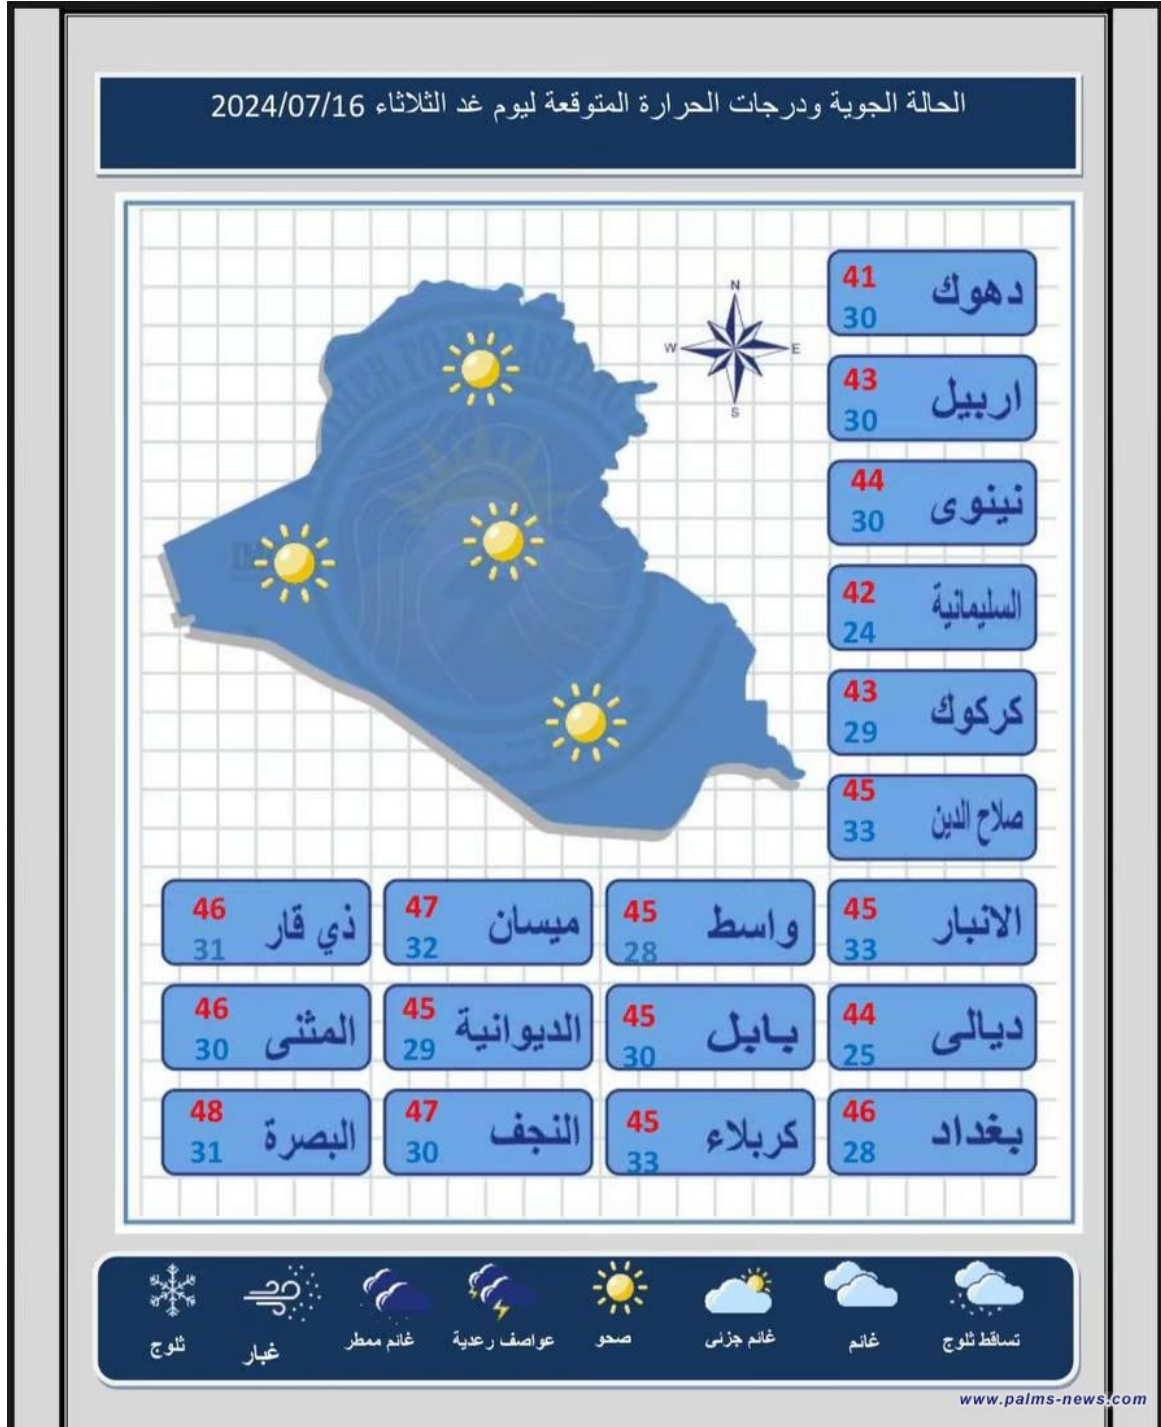 الحالة الجوية ودرجات الحرارة المتوقعة ليوم غد الثلاثاء 2024/07/16
N
W
E
S
دهوك
41
30
اربيل
43
30
نينوى
44
30
السليمانية
42
24
كركوك
43
29
صلاح الدين
45
33
الانبار
45
33
واسط
45
28
ميسان
47
32
ذي قار
46
31
ديالى
44
25
بابل
45
30
الديوانية
45
29
المثنى
46
30
بغداد
46
28
كربلاء
45
33
النجف
47
30
البصرة
48
31
تساقط ثلوج
غائم
غائم جزئى
صحو
عواصف رعدية
غائم ممطر
غبار
ثلوج
www.palms-news.com